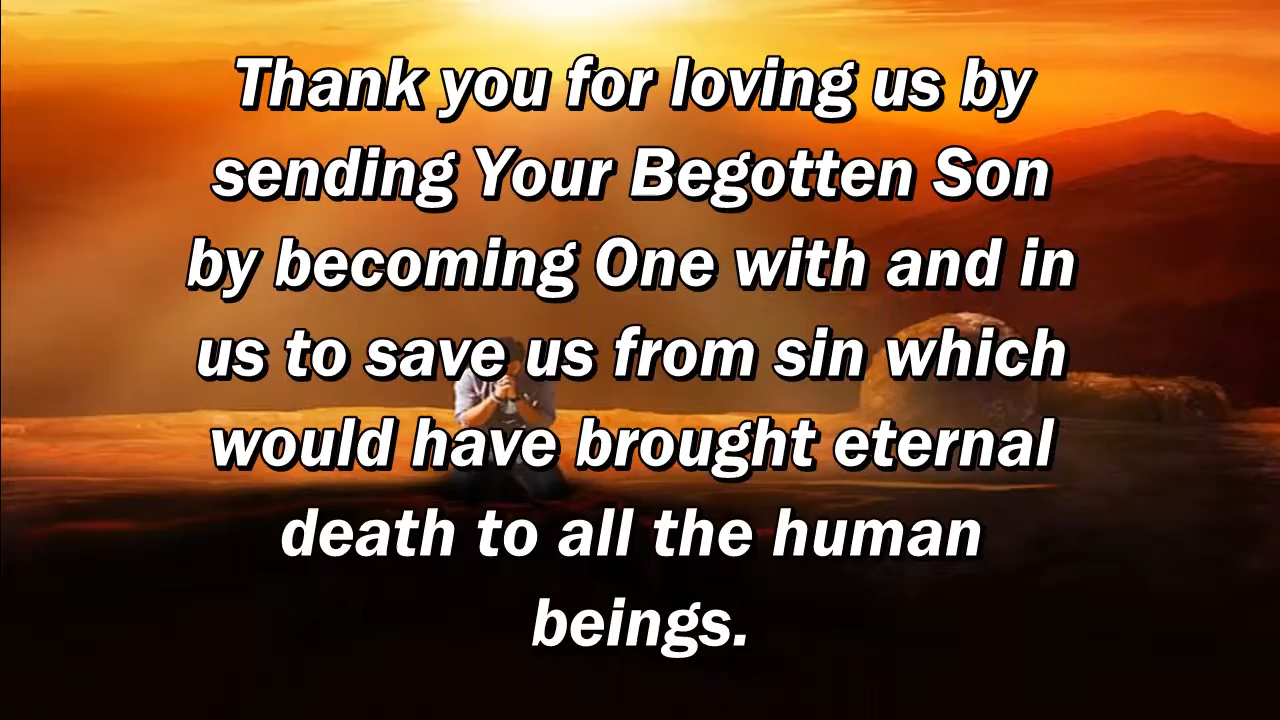 Thank you for loving us by
sending Your Begotten Son
by becoming One with and in
us to save us from sin which
would have brought eternal
death to all the human
beings.